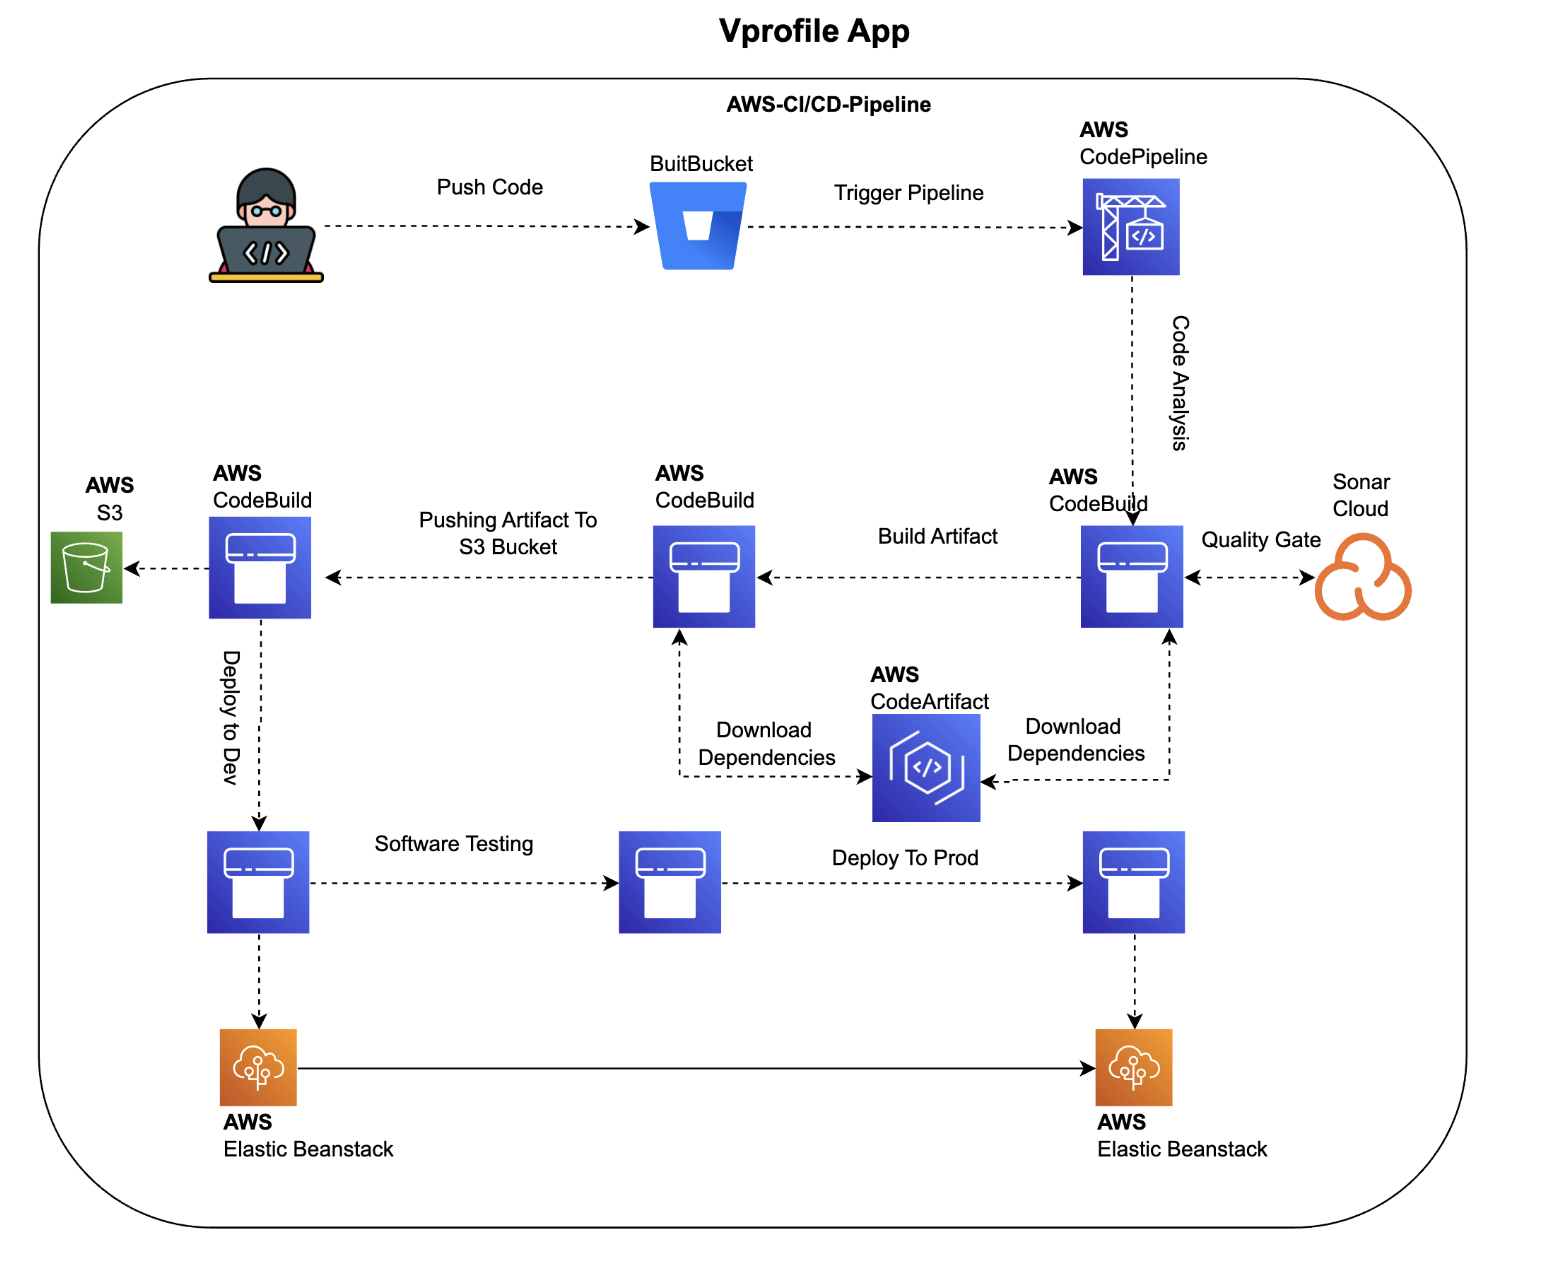 Vprofile App
AWS-CI/CD-Pipeline
Push Code
BuitBucket
Trigger Pipeline
AWS
CodePipeline
</>
</>
Code Analysis
AWS
S3
AWS
CodeBuild
Pushing Artifact To
S3 Bucket
AWS
CodeBuild
Build Artifact
AWS
CodeBuild
Quality Gate
Sonar
Cloud
Deploy to Dev
AWS
CodeArtifact
Download
Dependencies
</>
Download
Dependencies
Software Testing
Deploy To Prod
AWS
Elastic Beanstack
AWS
Elastic Beanstack